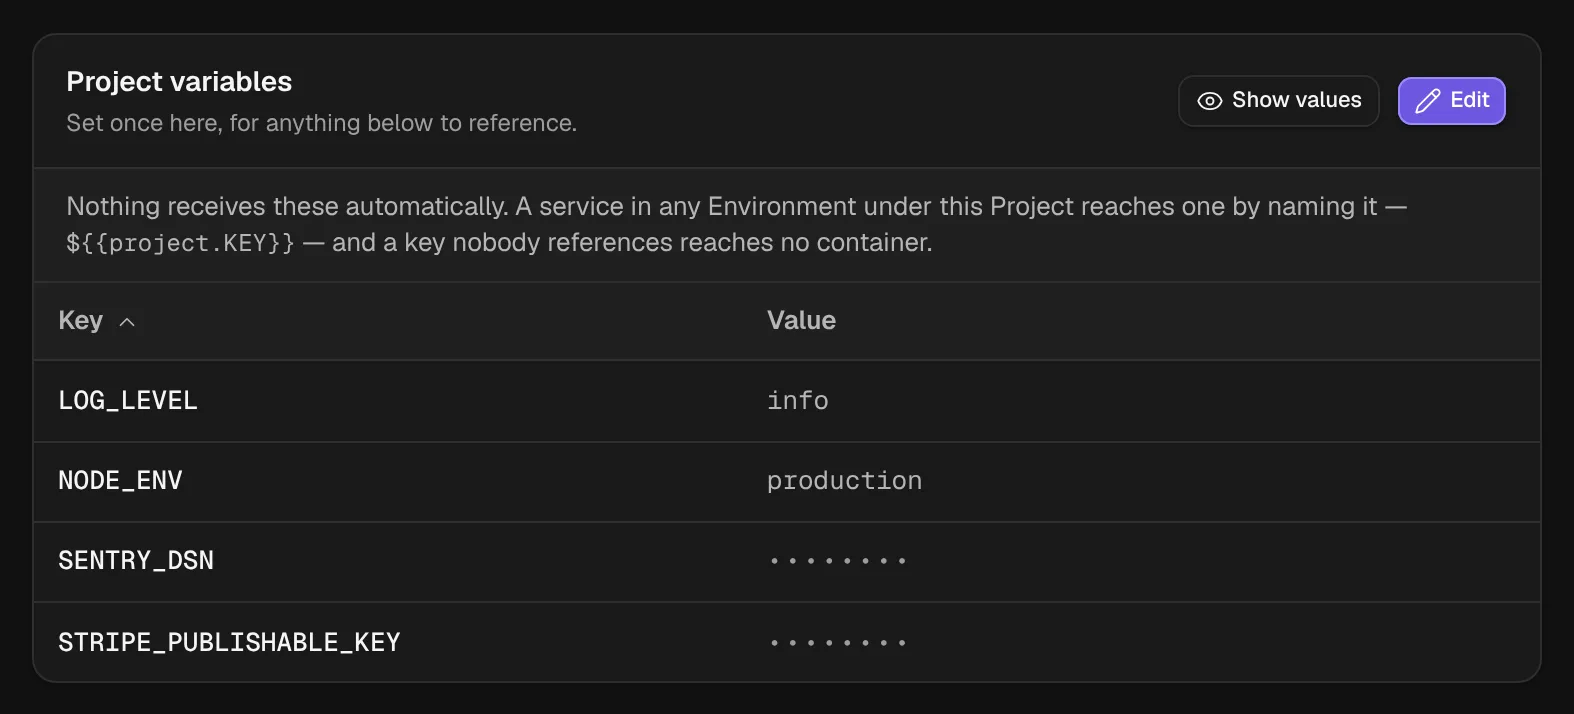 Project variables
Set once here, for anything below to reference.
Show values
Edit
Nothing receives these automatically. A service in any Environment under this Project reaches one by naming it —
${{project.KEY}} — and a key nobody references reaches no container.
Key
Value
LOG_LEVEL
info
NODE_ENV
production
SENTRY_DSN
••••••••
STRIPE_PUBLISHABLE_KEY
••••••••